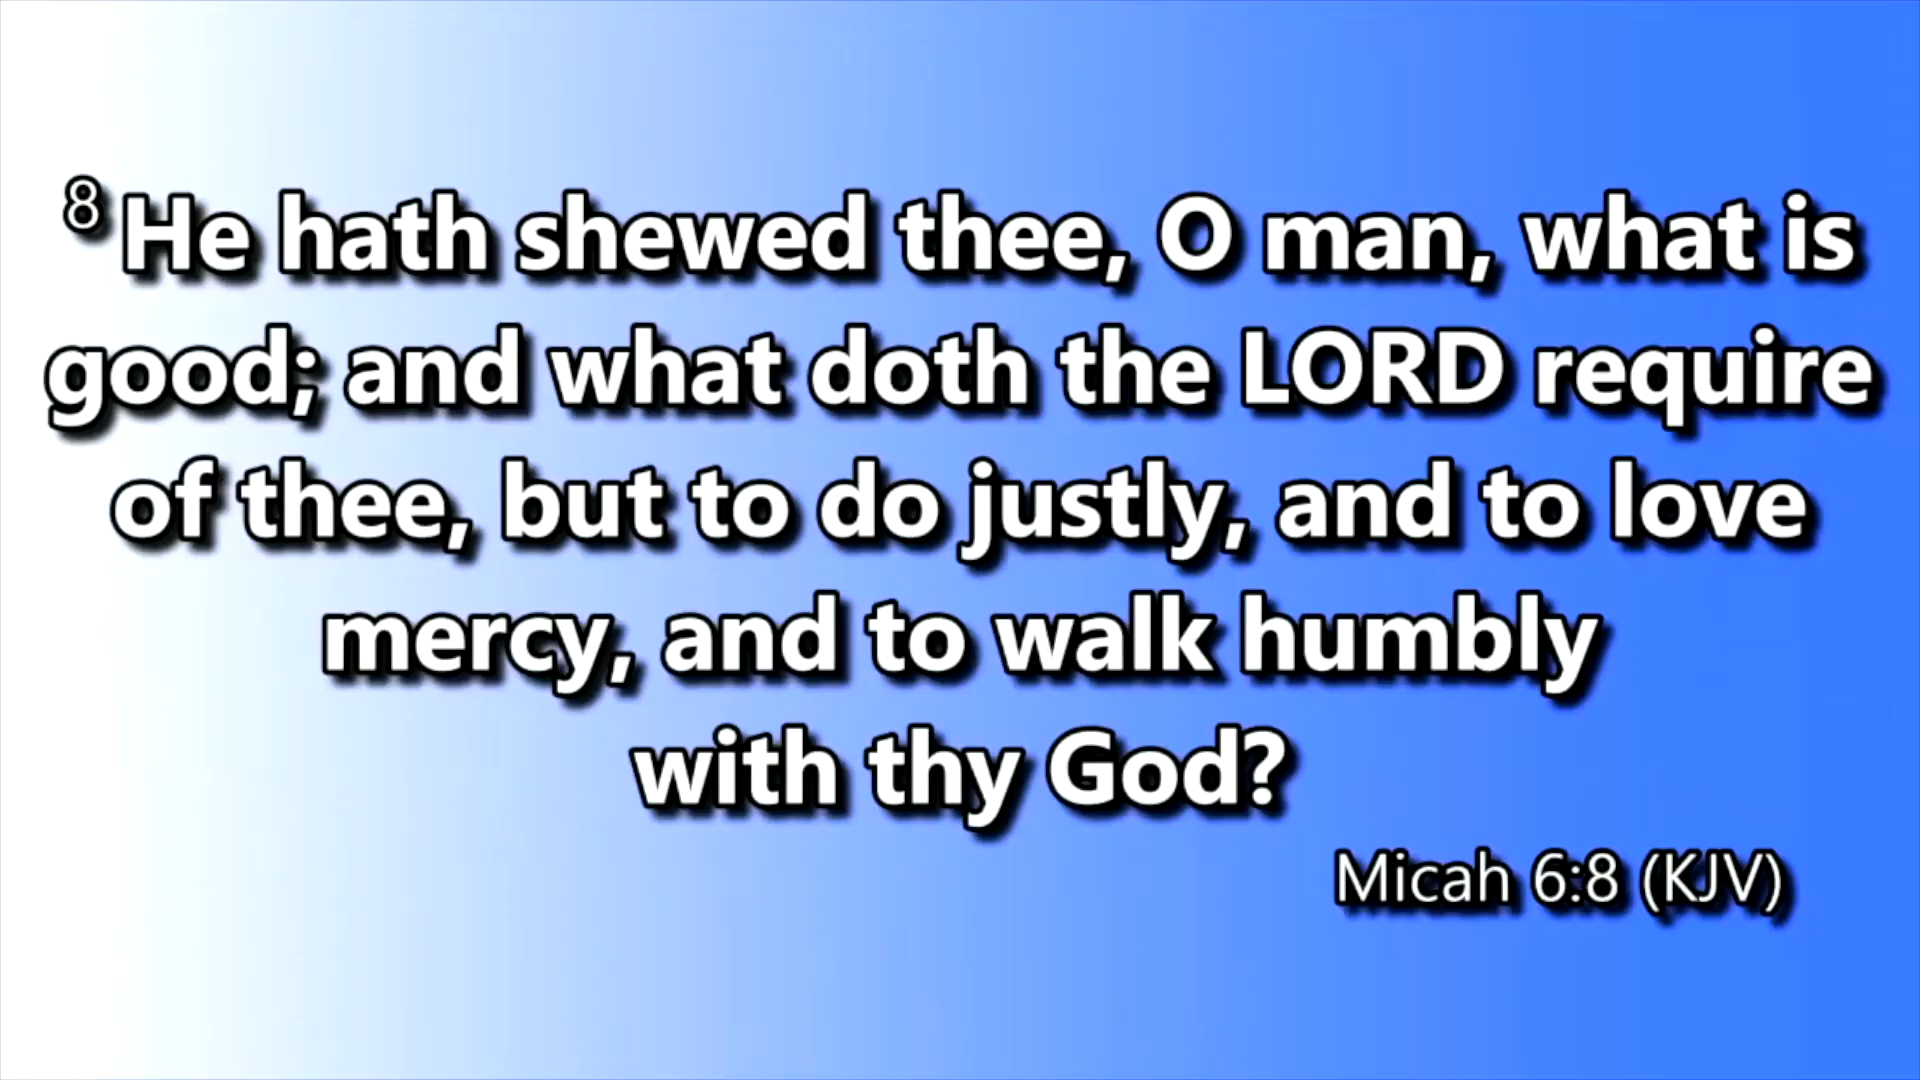 8 He hath shewed thee, O man, what is
good; and what doth the LORD require
of thee, but to do justly, and to love
mercy, and to walk humbly
with thy God?
Micah 6:8 (KJV)